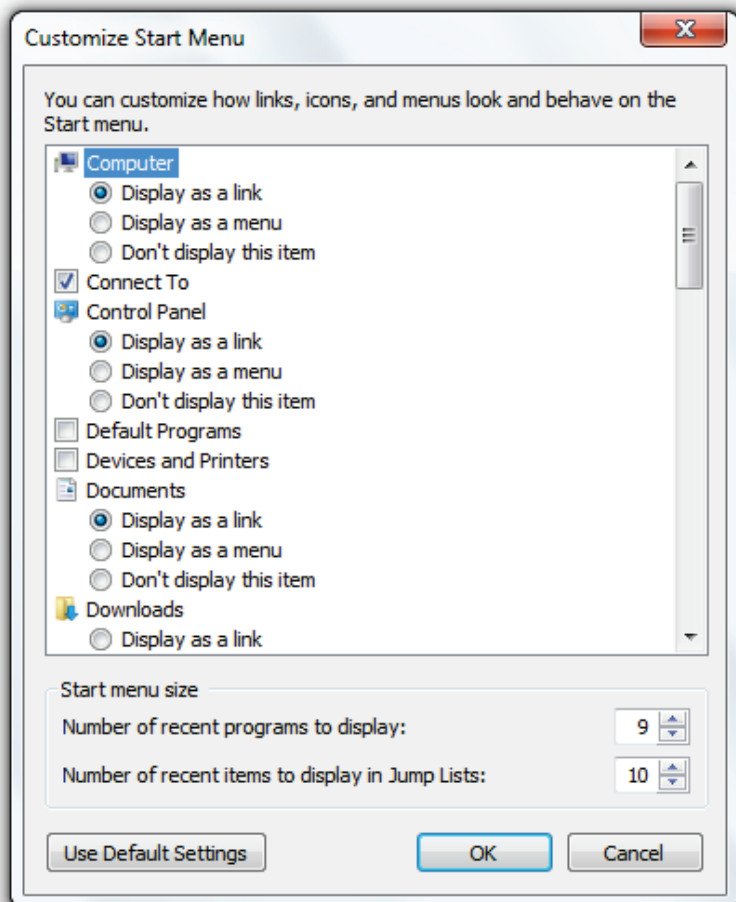 Customize Start Menu
You can customize how links, icons, and menus look and behave on the
Start menu.
Computer
Display as a link
Display as a menu
Don't display this item
Connect To
Control Panel
Display as a link
Display as a menu
Don't display this item
Default Programs
Devices and Printers
Documents
Display as a link
Display as a menu
Don't display this item
Downloads
Display as a link
Start menu size
Number of recent programs to display: 9
Number of recent items to display in Jump Lists: 10
Use Default Settings OK Cancel